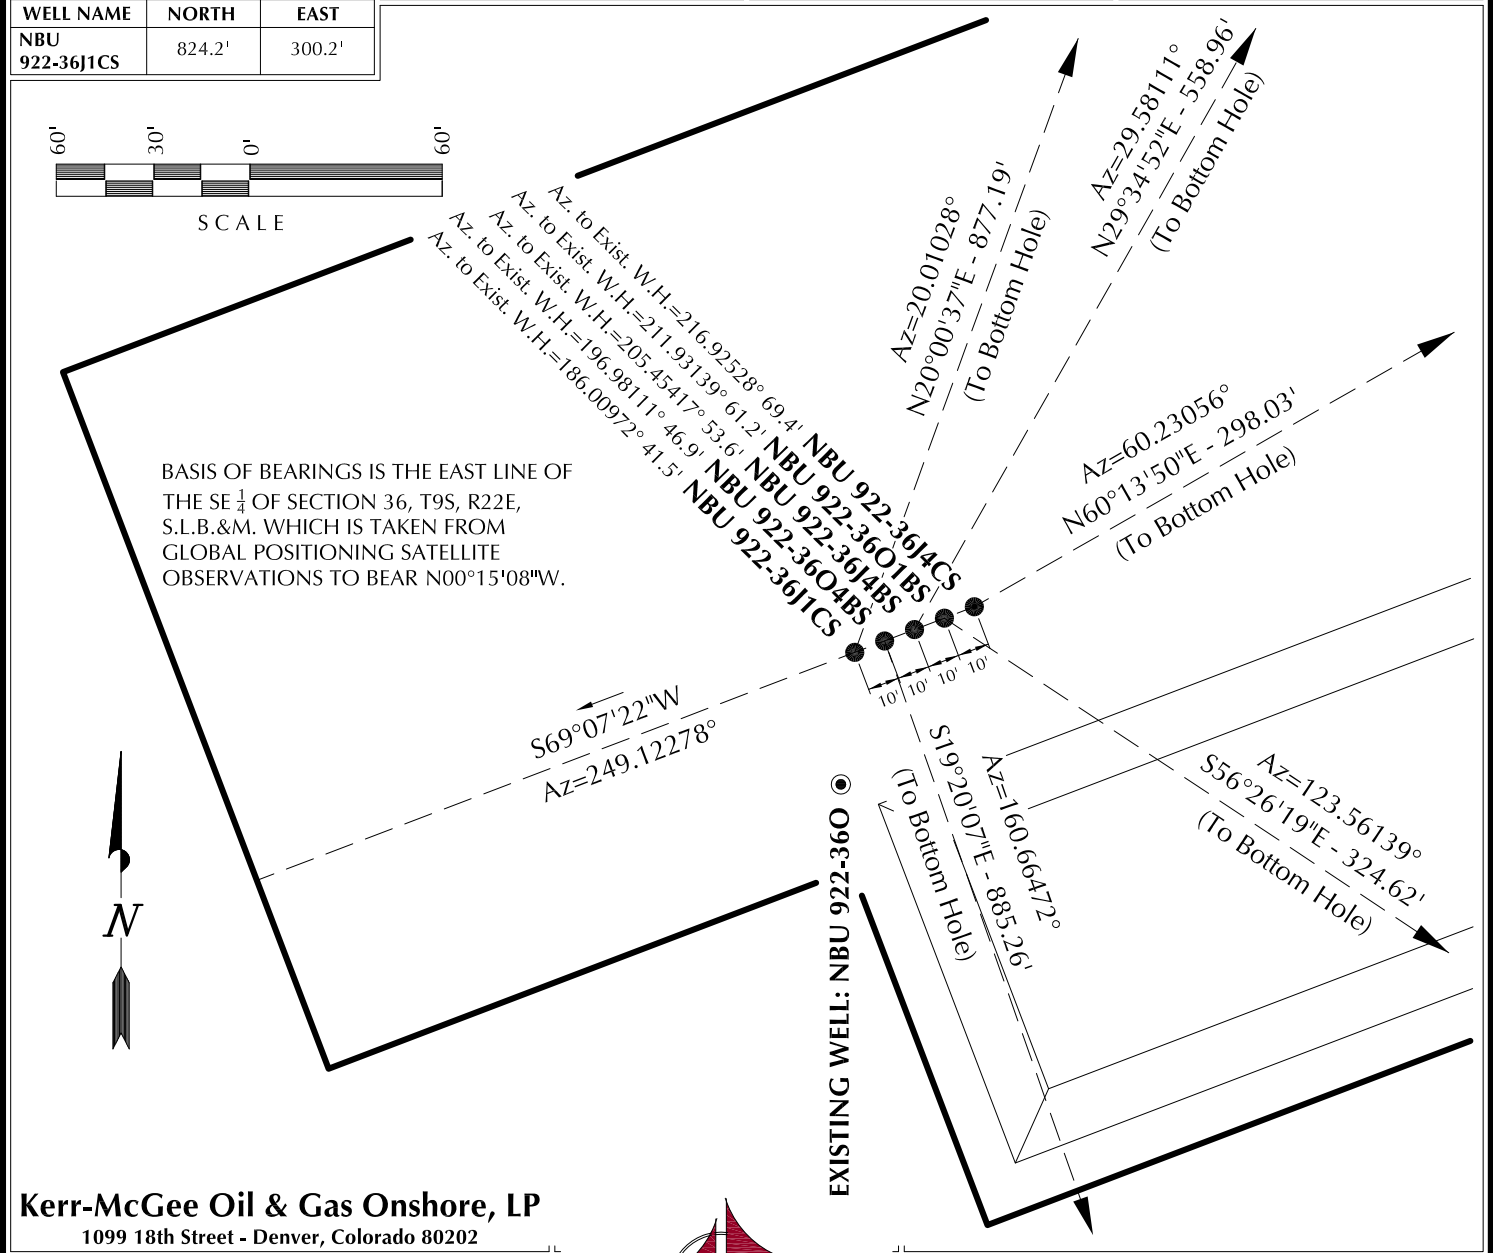 WELL NAME NORTH EAST
NBU 922-36J1CS 824.2' 300.2'
60' 30' 0' 60'
SCALE
Az. to Exist. W.H.=216.92528° 69.4' NBU 922-36J4CS
Az. to Exist. W.H.=211.93139° 61.2' NBU 922-36O1BS
Az. to Exist. W.H.=205.45417° 53.6' NBU 922-36J4BS
Az. to Exist. W.H.=196.98111° 46.9' NBU 922-36O4BS
Az. to Exist. W.H.=186.00972° 41.5' NBU 922-36J1CS
Az=20.01028°
N20°00'37"E - 877.19'
(To Bottom Hole)
Az=29.58111°
N29°34'52"E - 558.96'
(To Bottom Hole)
Az=60.23056°
N60°13'50"E - 298.03'
(To Bottom Hole)
BASIS OF BEARINGS IS THE EAST LINE OF
THE SE 1/4 OF SECTION 36, T9S, R22E,
S.L.B.&M. WHICH IS TAKEN FROM
GLOBAL POSITIONING SATELLITE
OBSERVATIONS TO BEAR N00°15'08"W.
10' 10' 10' 10'
S69°07'22"W
Az=249.12278°
Az=160.66472°
S19°20'07"E - 885.26'
(To Bottom Hole)
Az=123.56139°
S56°26'19"E - 324.62'
(To Bottom Hole)
EXISTING WELL: NBU 922-36O
N
Kerr-McGee Oil & Gas Onshore, LP
1099 18th Street - Denver, Colorado 80202